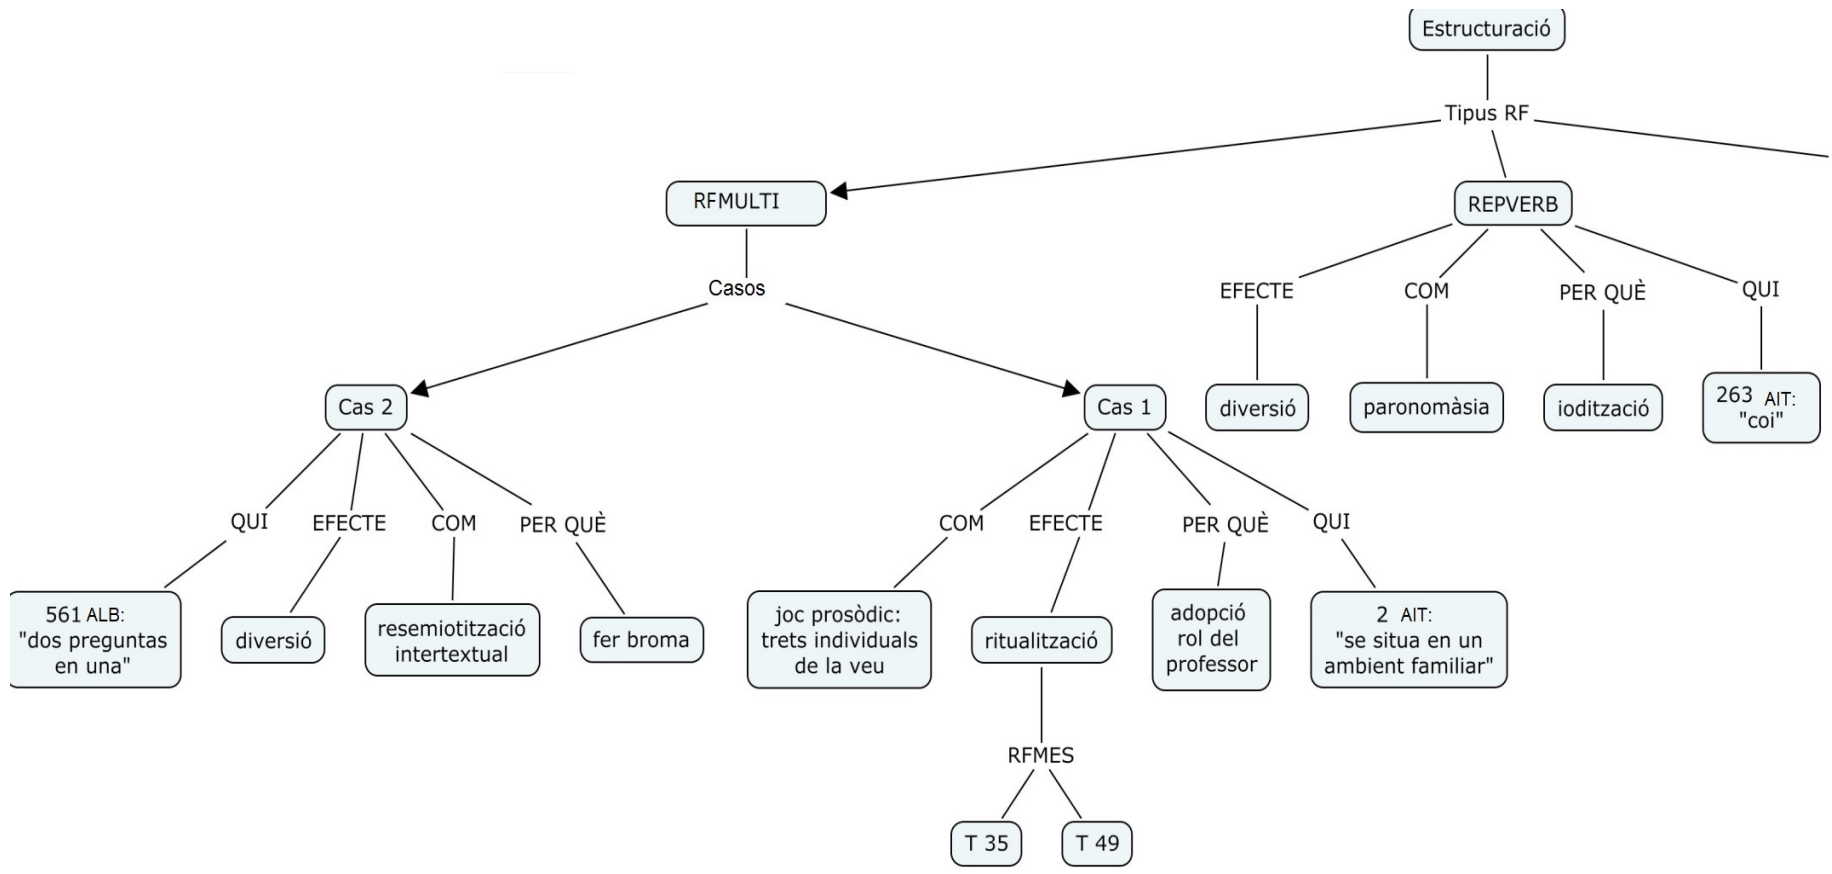 Estructuració
Tipus RF
RFMULTI
REPVERB
Casos
EFECTE
COM
PER QUÈ
QUI
diversió
paronomàsia
iodització
263 AIT:
"coi"
Cas 2
Cas 1
QUI
EFECTE
COM
PER QUÈ
COM
EFECTE
PER QUÈ
QUI
561 ALB:
"dos preguntas
en una"
diversió
resemiotització
intertextual
fer broma
joc prosòdic:
trets individuals
de la veu
ritualització
adopció
rol del
professor
2 AIT:
"se situa en un
ambient familiar"
RFMES
T 35
T 49